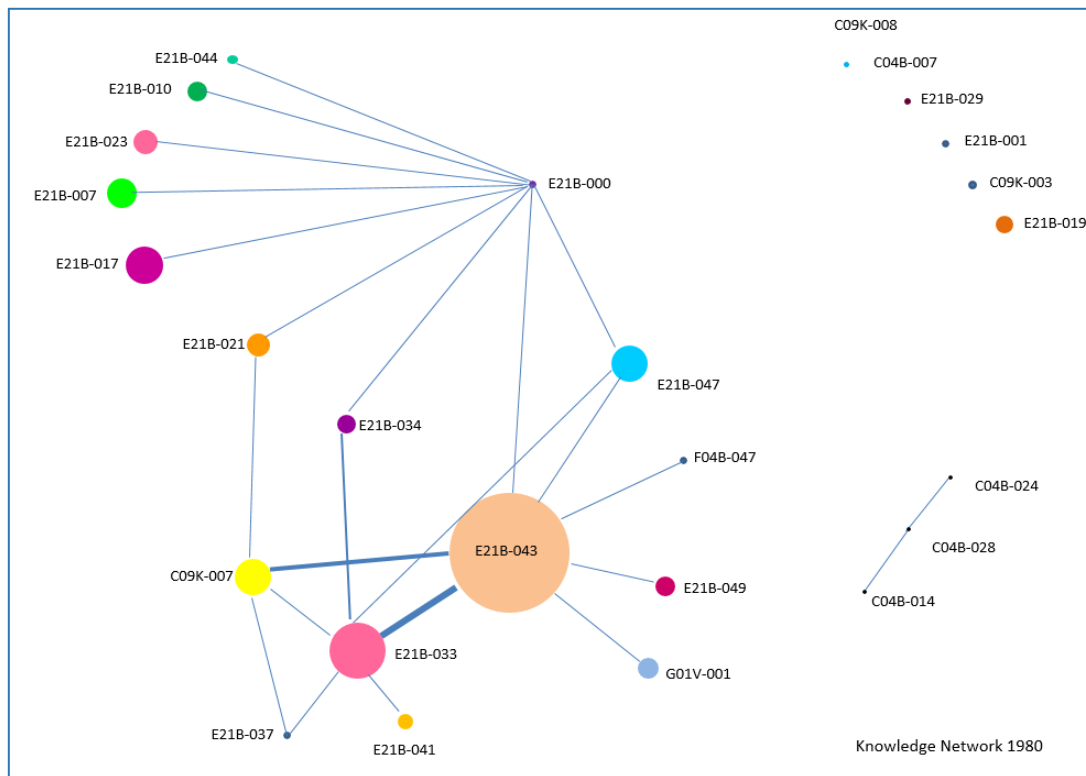 C09K-008
E21B-044
C04B-007
E21B-010
E21B-029
E21B-023
E21B-001
E21B-000
C09K-003
E21B-007
E21B-019
E21B-017
E21B-021
E21B-047
E21B-034
F04B-047
C04B-024
E21B-043
C04B-028
C09K-007
E21B-049
C04B-014
E21B-033
G01V-001
E21B-037
E21B-041
Knowledge Network 1980